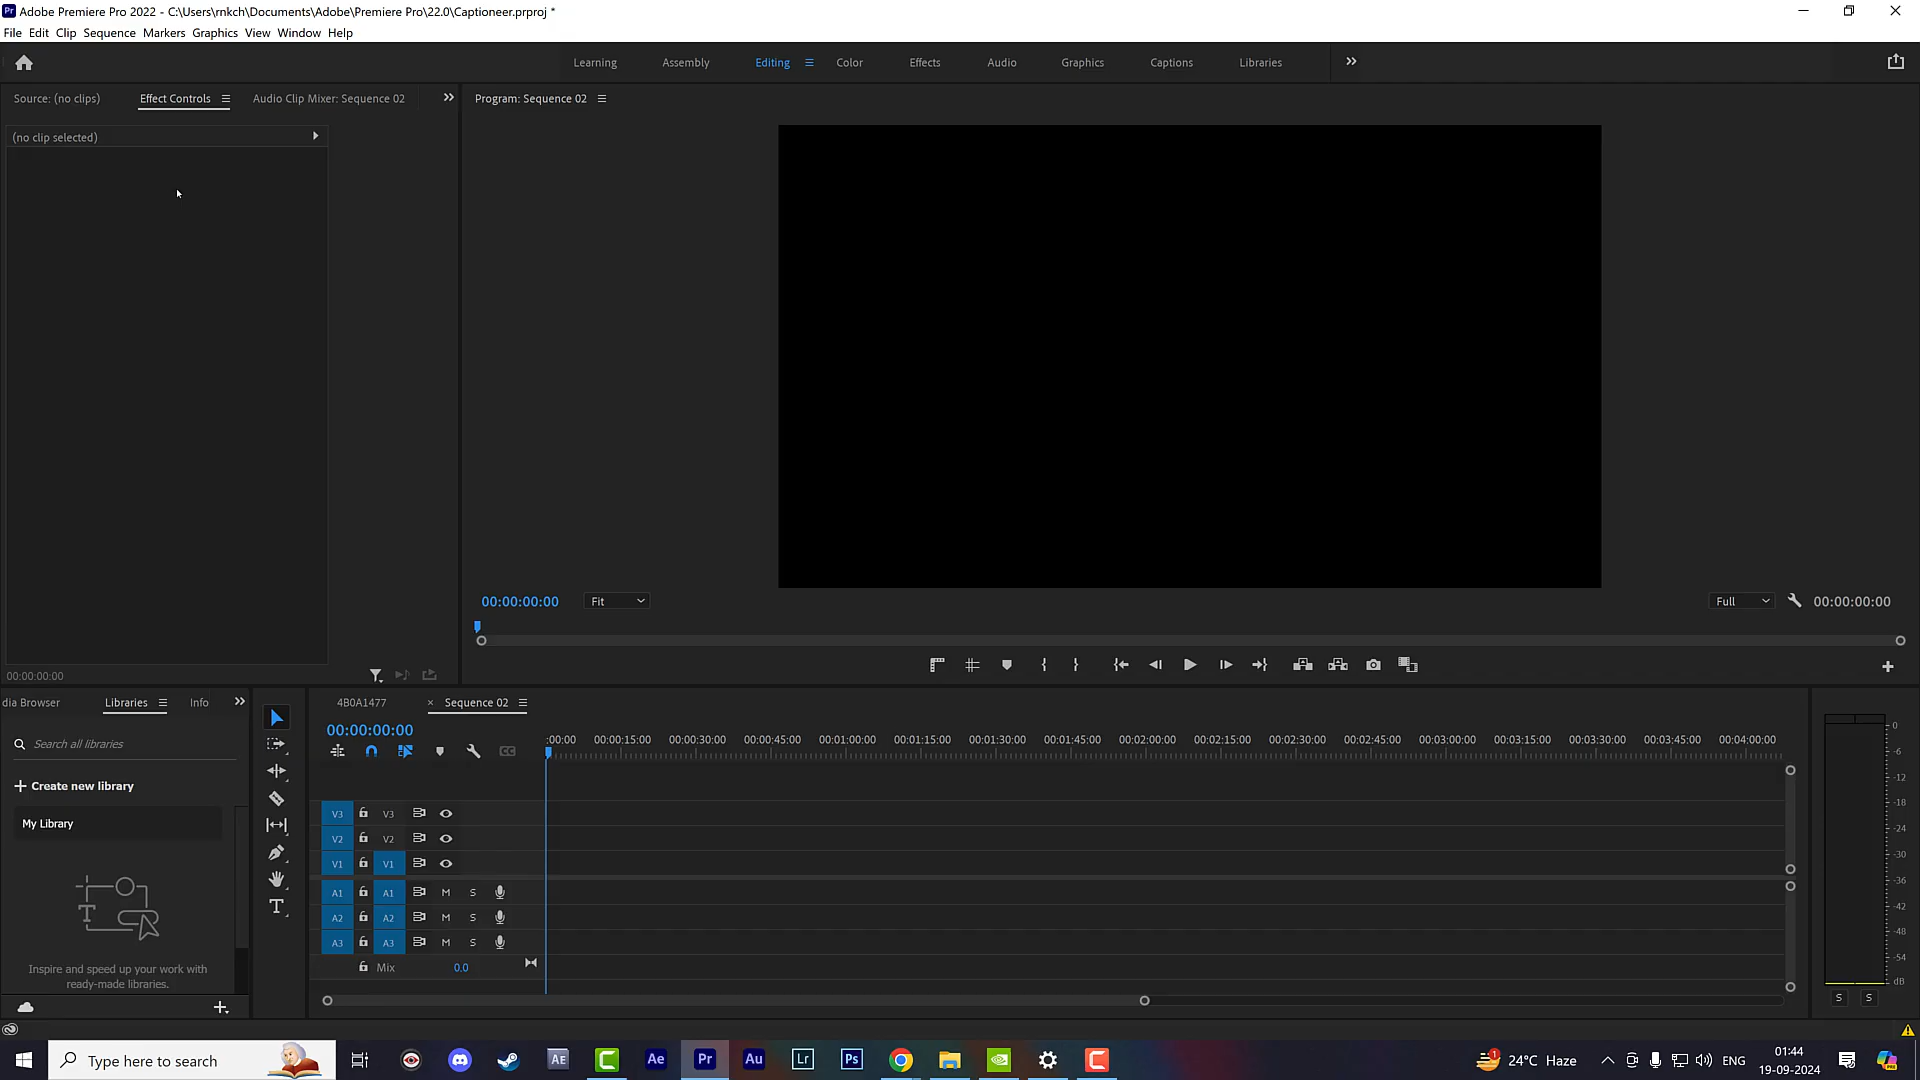 Adobe Premiere Pro 2022 - C:\Users\rnkch\Documents\Adobe\Premiere Pro\22.0\Captioneer.prproj *
File Edit Clip Sequence Markers Graphics View Window Help
Learning Assembly Editing Color Effects Audio Graphics Captions Libraries
Source: (no clips) Effect Controls Audio Clip Mixer: Sequence 02 Program: Sequence 02
(no clip selected)
00:00:00:00 Fit Full 00:00:00:00
00:00:00:00
dia Browser Libraries Info 4B0A1477 × Sequence 02
00:00:00:00
Search all libraries
:00:00 00:00:15:00 00:00:30:00 00:00:45:00 00:01:00:00 00:01:15:00 00:01:30:00 00:01:45:00 00:02:00:00 00:02:15:00 00:02:30:00 00:02:45:00 00:03:00:00 00:03:15:00 00:03:30:00 00:03:45:00 00:04:00:00
Create new library
My Library
V3 V3
V2 V2
V1 V1
A1 A1 M S
A2 A2 M S
A3 A3 M S
Mix 0.0
T
Inspire and speed up your work with
ready-made libraries.
0
-6
-12
-18
-24
-30
-36
-42
-48
-54
dB
S S
Type here to search AE Ae Pr Au Lr Ps 1 24°C Haze ENG 01:44
19-09-2024